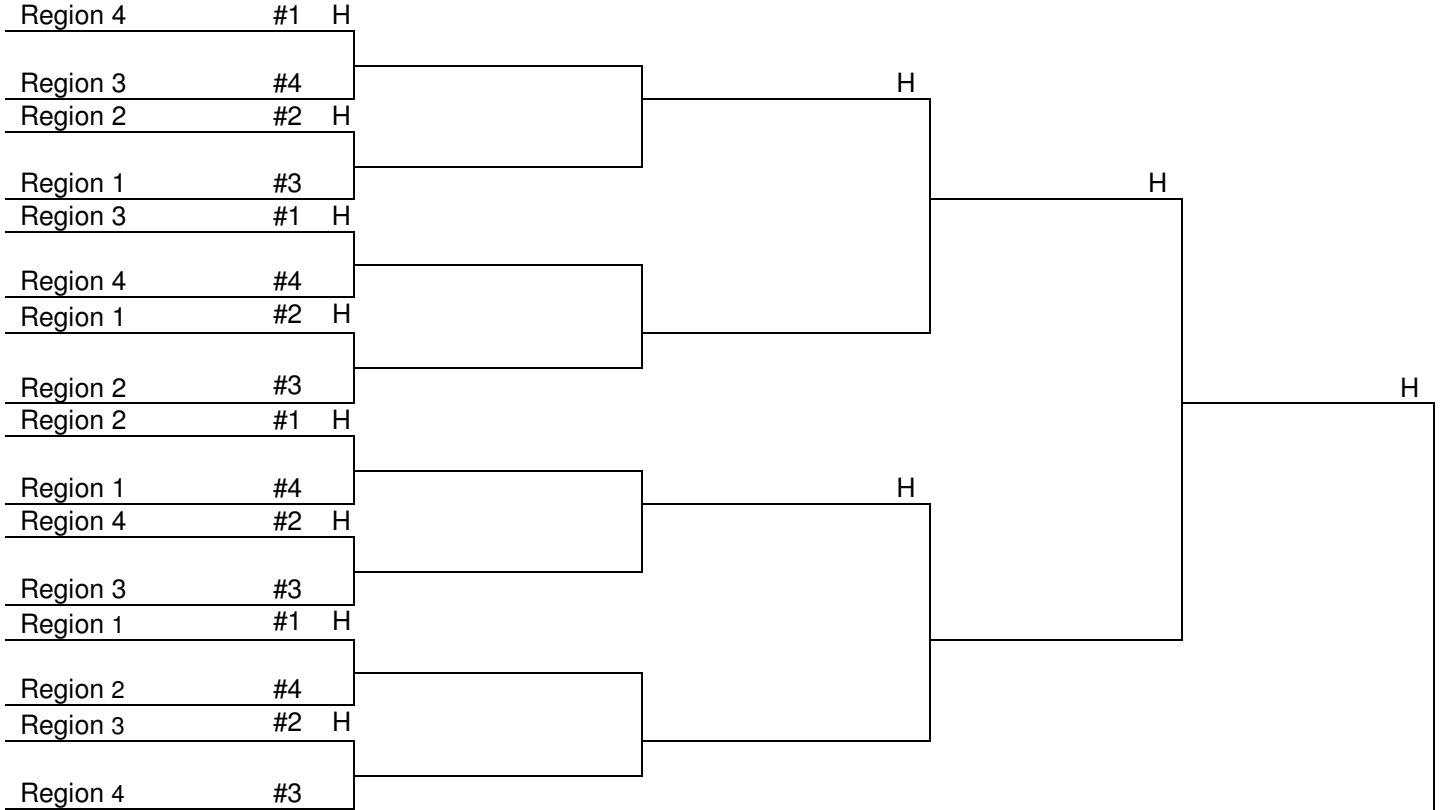 Region 4 #1 H
Region 3 #4 H
Region 2 #2 H
Region 1 #3 H
Region 3 #1 H
Region 4 #4
Region 1 #2 H
Region 2 #3 H
Region 2 #1 H
Region 1 #4 H
Region 4 #2 H
Region 3 #3
Region 1 #1 H
Region 2 #4
Region 3 #2 H
Region 4 #3